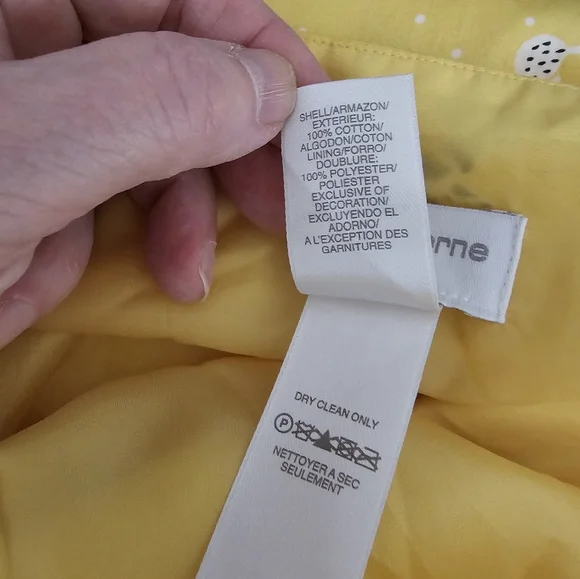 SHELL/ARMAZON/
EXTERIEUR:
100% COTTON/
ALGODON/COTON
LINING/FORRO/
DOUBLURE:
100% POLYESTER/
POLIESTER
EXCLUSIVE OF
DECORATION/
EXCLUYENDO EL
ADORNO/
A L'EXCEPTION DES
GARNITURES
erne
DRY CLEAN ONLY
P
NETTOYER A SEC
SEULEMENT